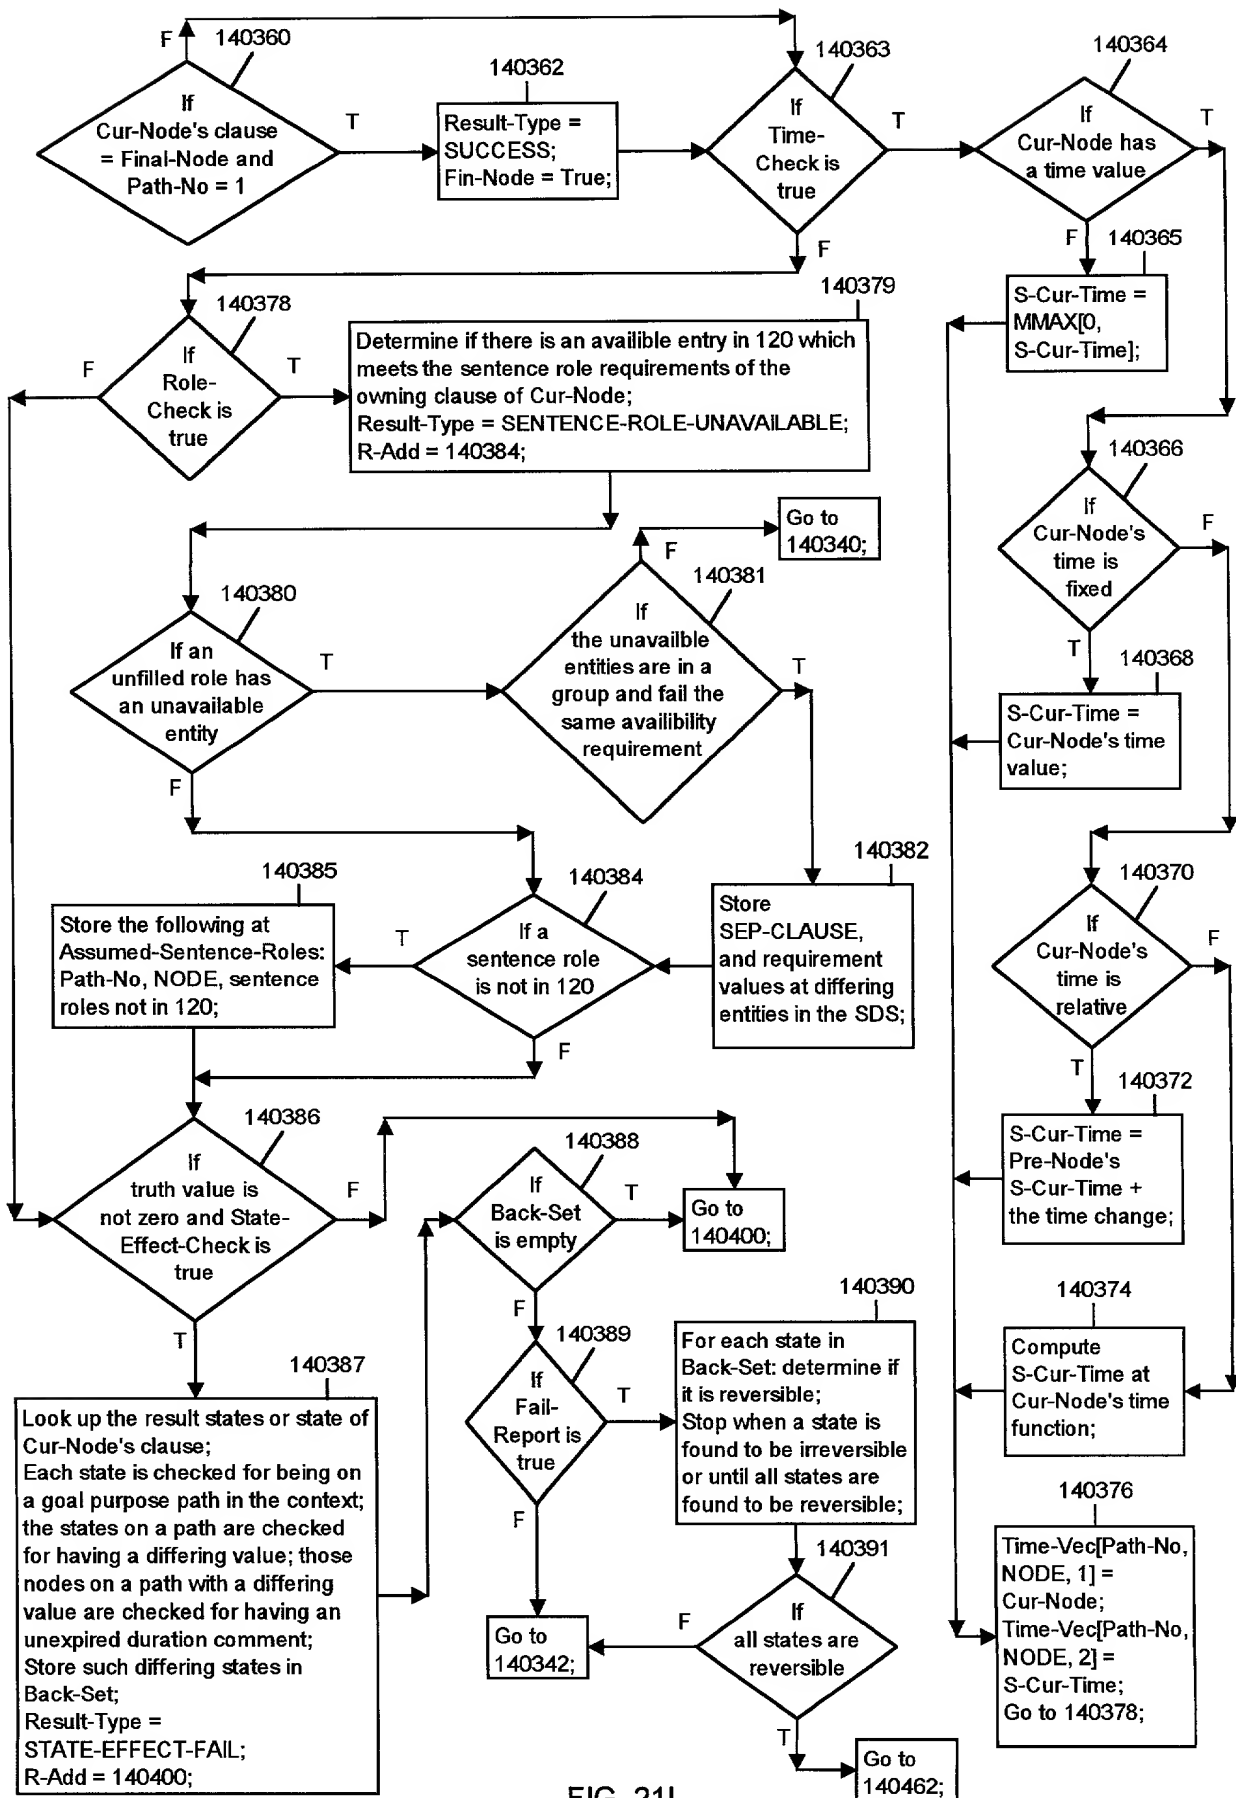 140360
F
If
Cur-Node's clause
= Final-Node and
Path-No = 1
T
140362
Result-Type =
SUCCESS;
Fin-Node = True;
140363
If
Time-
Check is
true
T
F
140364
If
Cur-Node has
a time value
T
F
140365
S-Cur-Time =
MMAX[0,
S-Cur-Time];
140366
If
Cur-Node's
time is
fixed
F
T
140368
S-Cur-Time =
Cur-Node's time
value;
140370
If
Cur-Node's
time is
relative
F
T
140372
S-Cur-Time =
Pre-Node's
S-Cur-Time +
the time change;
140374
Compute
S-Cur-Time at
Cur-Node's time
function;
140376
Time-Vec[Path-No,
NODE, 1] =
Cur-Node;
Time-Vec[Path-No,
NODE, 2] =
S-Cur-Time;
Go to 140378;
140378
If
Role-
Check is
true
F
T
140379
Determine if there is an availible entry in 120 which
meets the sentence role requirements of the
owning clause of Cur-Node;
Result-Type = SENTENCE-ROLE-UNAVAILABLE;
R-Add = 140384;
140380
If an
unfilled role has
an unavailable
entity
T
F
140381
If
the unavailble
entities are in a
group and fail the
same availibility
requirement
F
T
Go to
140340;
140382
Store
SEP-CLAUSE,
and requirement
values at differing
entities in the SDS;
140384
If a
sentence role
is not in 120
T
F
140385
Store the following at
Assumed-Sentence-Roles:
Path-No, NODE, sentence
roles not in 120;
140386
If
truth value is
not zero and State-
Effect-Check is
true
F
T
140387
Look up the result states or state of
Cur-Node's clause;
Each state is checked for being on
a goal purpose path in the context;
the states on a path are checked
for having a differing value; those
nodes on a path with a differing
value are checked for having an
unexpired duration comment;
Store such differing states in
Back-Set;
Result-Type =
STATE-EFFECT-FAIL;
R-Add = 140400;
140388
If
Back-Set
is empty
T
F
Go to
140400;
140389
If
Fail-
Report is
true
T
F
140390
For each state in
Back-Set: determine if
it is reversible;
Stop when a state is
found to be irreversible
or until all states are
found to be reversible;
140391
If
all states are
reversible
F
T
Go to
140342;
Go to
140462;
FIG. 21I